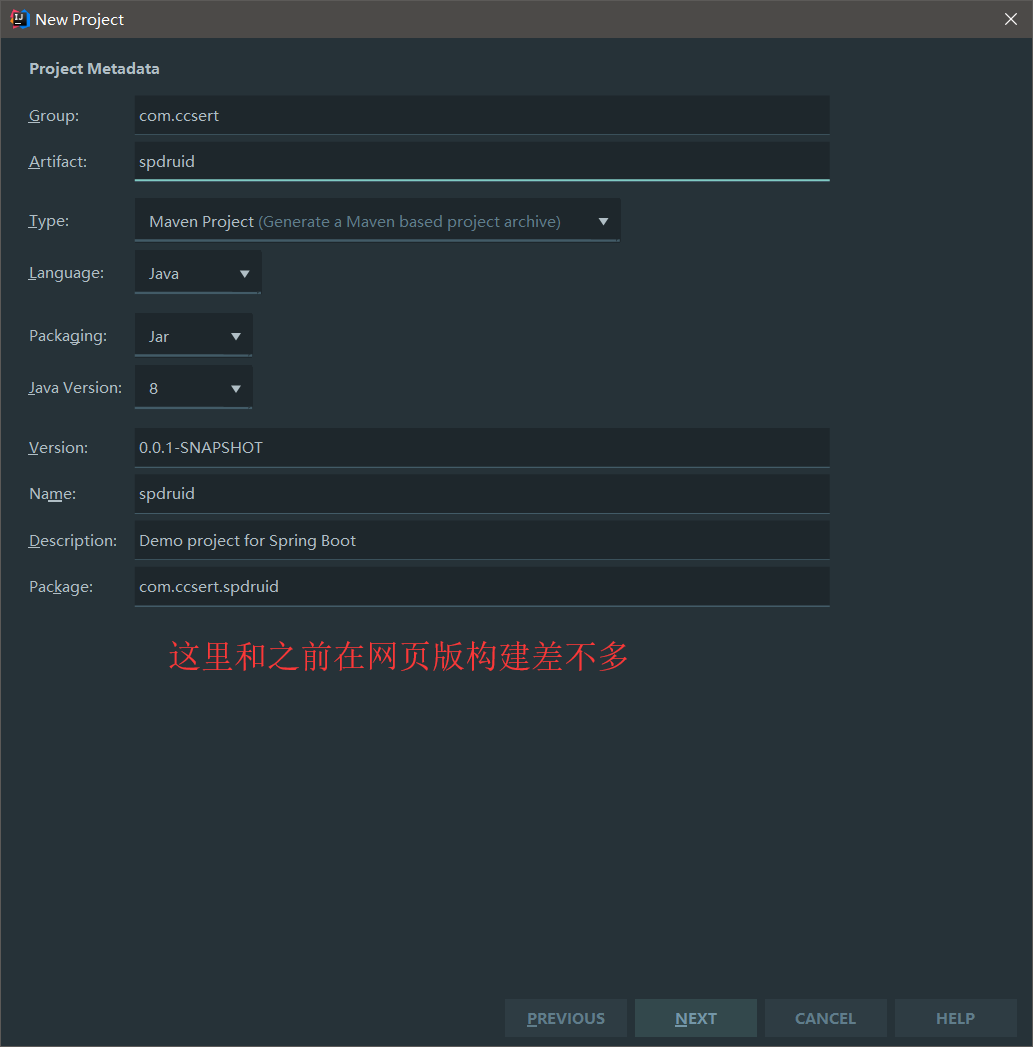 New Project
Project Metadata
Group: com.ccsert
Artifact: spdruid
Type: Maven Project (Generate a Maven based project archive)
Language: Java
Packaging: Jar
Java Version: 8
Version: 0.0.1-SNAPSHOT
Name: spdruid
Description: Demo project for Spring Boot
Package: com.ccsert.spdruid
这里和之前在网页版构建差不多
PREVIOUS NEXT CANCEL HELP